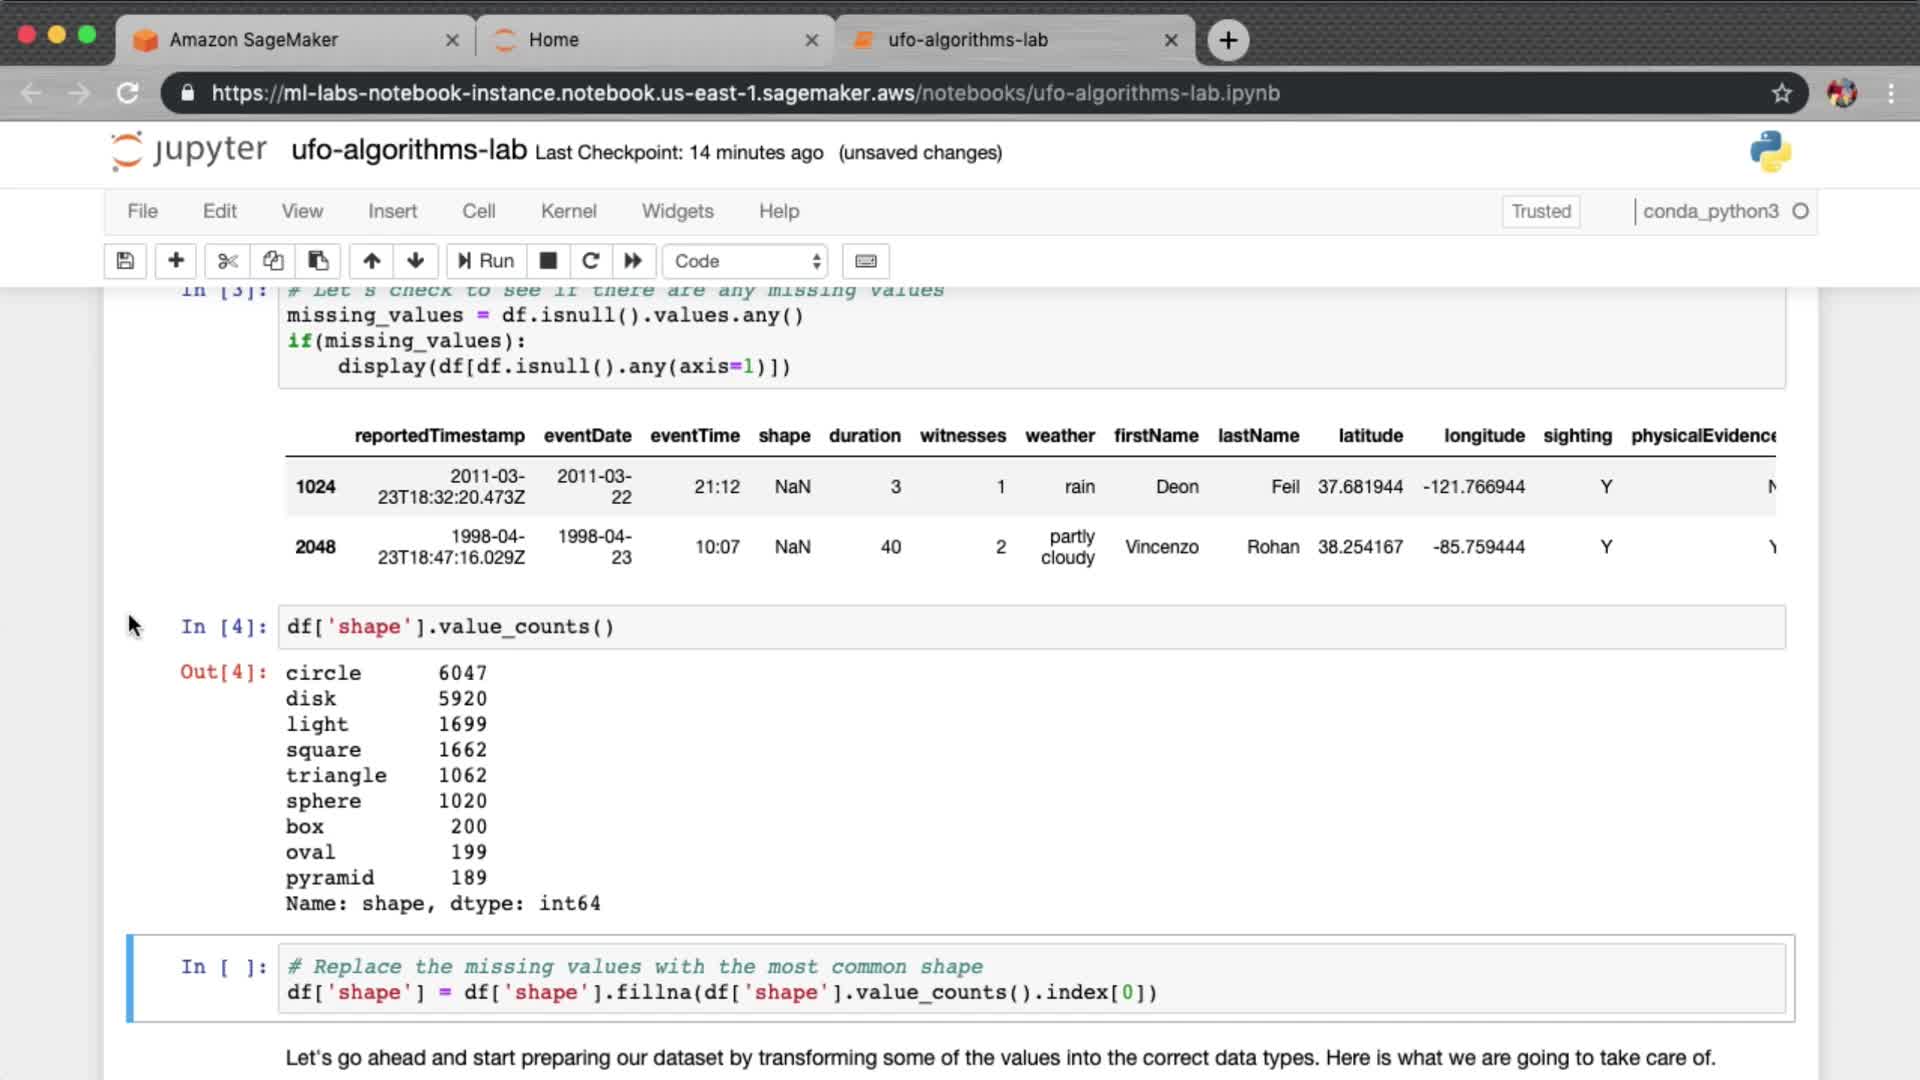 Amazon SageMaker
Home
ufo-algorithms-lab
https://ml-labs-notebook-instance.notebook.us-east-1.sagemaker.aws/notebooks/ufo-algorithms-lab.ipynb
jupyter ufo-algorithms-lab Last Checkpoint: 14 minutes ago (unsaved changes)
File Edit View Insert Cell Kernel Widgets Help Trusted conda_python3
Run Code
In [3]: # Let's check to see if there are any missing values
missing_values = df.isnull().values.any()
if(missing_values):
    display(df[df.isnull().any(axis=1)])
reportedTimestamp eventDate eventTime shape duration witnesses weather firstName lastName latitude longitude sighting physicalEvidence
1024 2011-03-23T18:32:20.473Z 2011-03-22 21:12 NaN 3 1 rain Deon Feil 37.681944 -121.766944 Y N
2048 1998-04-23T18:47:16.029Z 1998-04-23 10:07 NaN 40 2 partly cloudy Vincenzo Rohan 38.254167 -85.759444 Y Y
In [4]: df['shape'].value_counts()
Out[4]: circle 6047
disk 5920
light 1699
square 1662
triangle 1062
sphere 1020
box 200
oval 199
pyramid 189
Name: shape, dtype: int64
In [ ]: # Replace the missing values with the most common shape
df['shape'] = df['shape'].fillna(df['shape'].value_counts().index[0])
Let's go ahead and start preparing our dataset by transforming some of the values into the correct data types. Here is what we are going to take care of.